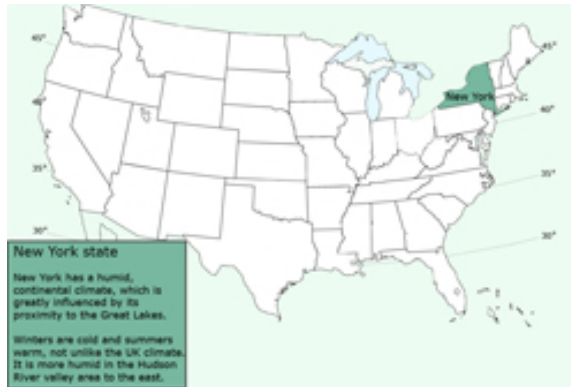 45°
45°
New York
40°
40°
35°
35°
30°
30°
New York state
New York has a humid,
continental climate, which is
greatly influenced by its
proximity to the Great Lakes.
Winters are cold and summers
warm, not unlike the UK climate.
It is more humid in the Hudson
River valley area to the east.